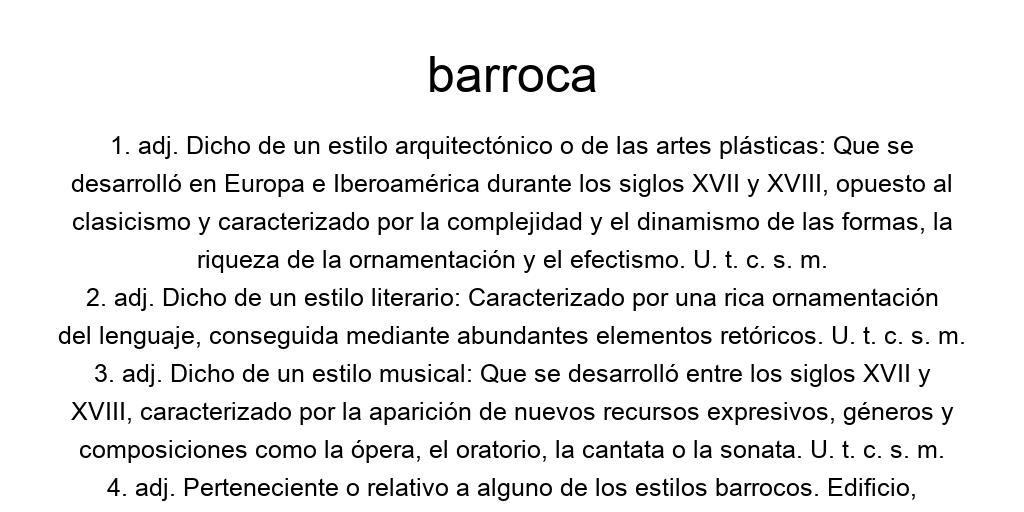 barroca
1. adj. Dicho de un estilo arquitectónico o de las artes plásticas: Que se
desarrolló en Europa e Iberoamérica durante los siglos XVII y XVIII, opuesto al
clasicismo y caracterizado por la complejidad y el dinamismo de las formas, la
riqueza de la ornamentación y el efectismo. U. t. c. s. m.
2. adj. Dicho de un estilo literario: Caracterizado por una rica ornamentación
del lenguaje, conseguida mediante abundantes elementos retóricos. U. t. c. s. m.
3. adj. Dicho de un estilo musical: Que se desarrolló entre los siglos XVII y
XVIII, caracterizado por la aparición de nuevos recursos expresivos, géneros y
composiciones como la ópera, el oratorio, la cantata o la sonata. U. t. c. s. m.
4. adj. Perteneciente o relativo a alguno de los estilos barrocos. Edificio,